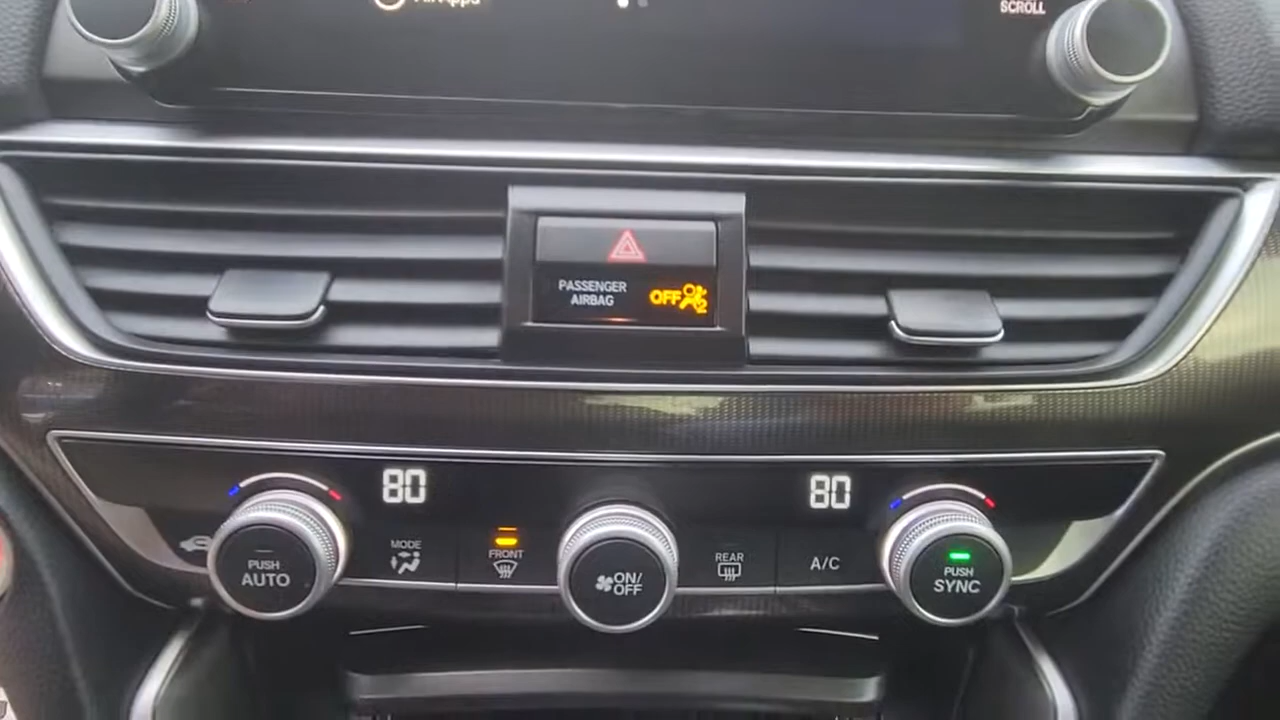 SCROLL
PASSENGER
AIRBAG
OFF
80
80
PUSH
AUTO
MODE
FRONT
ON/
OFF
REAR
A/C
PUSH
SYNC